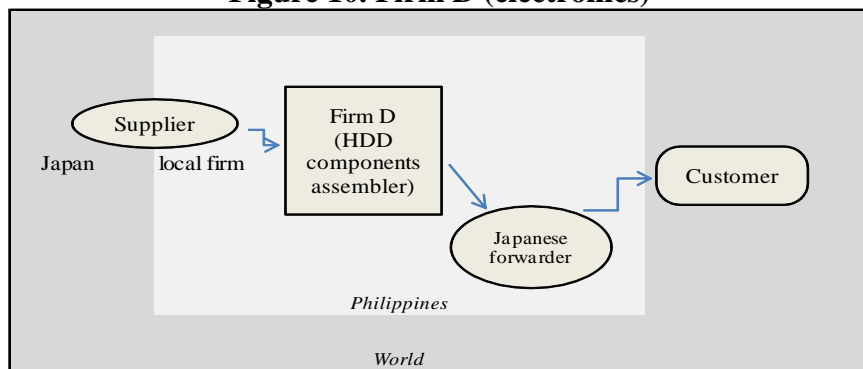 Figure 10. Firm D (electronics)
Supplier
Japan
local firm
Firm D
(HDD
components
assembler)
Japanese
forwarder
Customer
Philippines
World